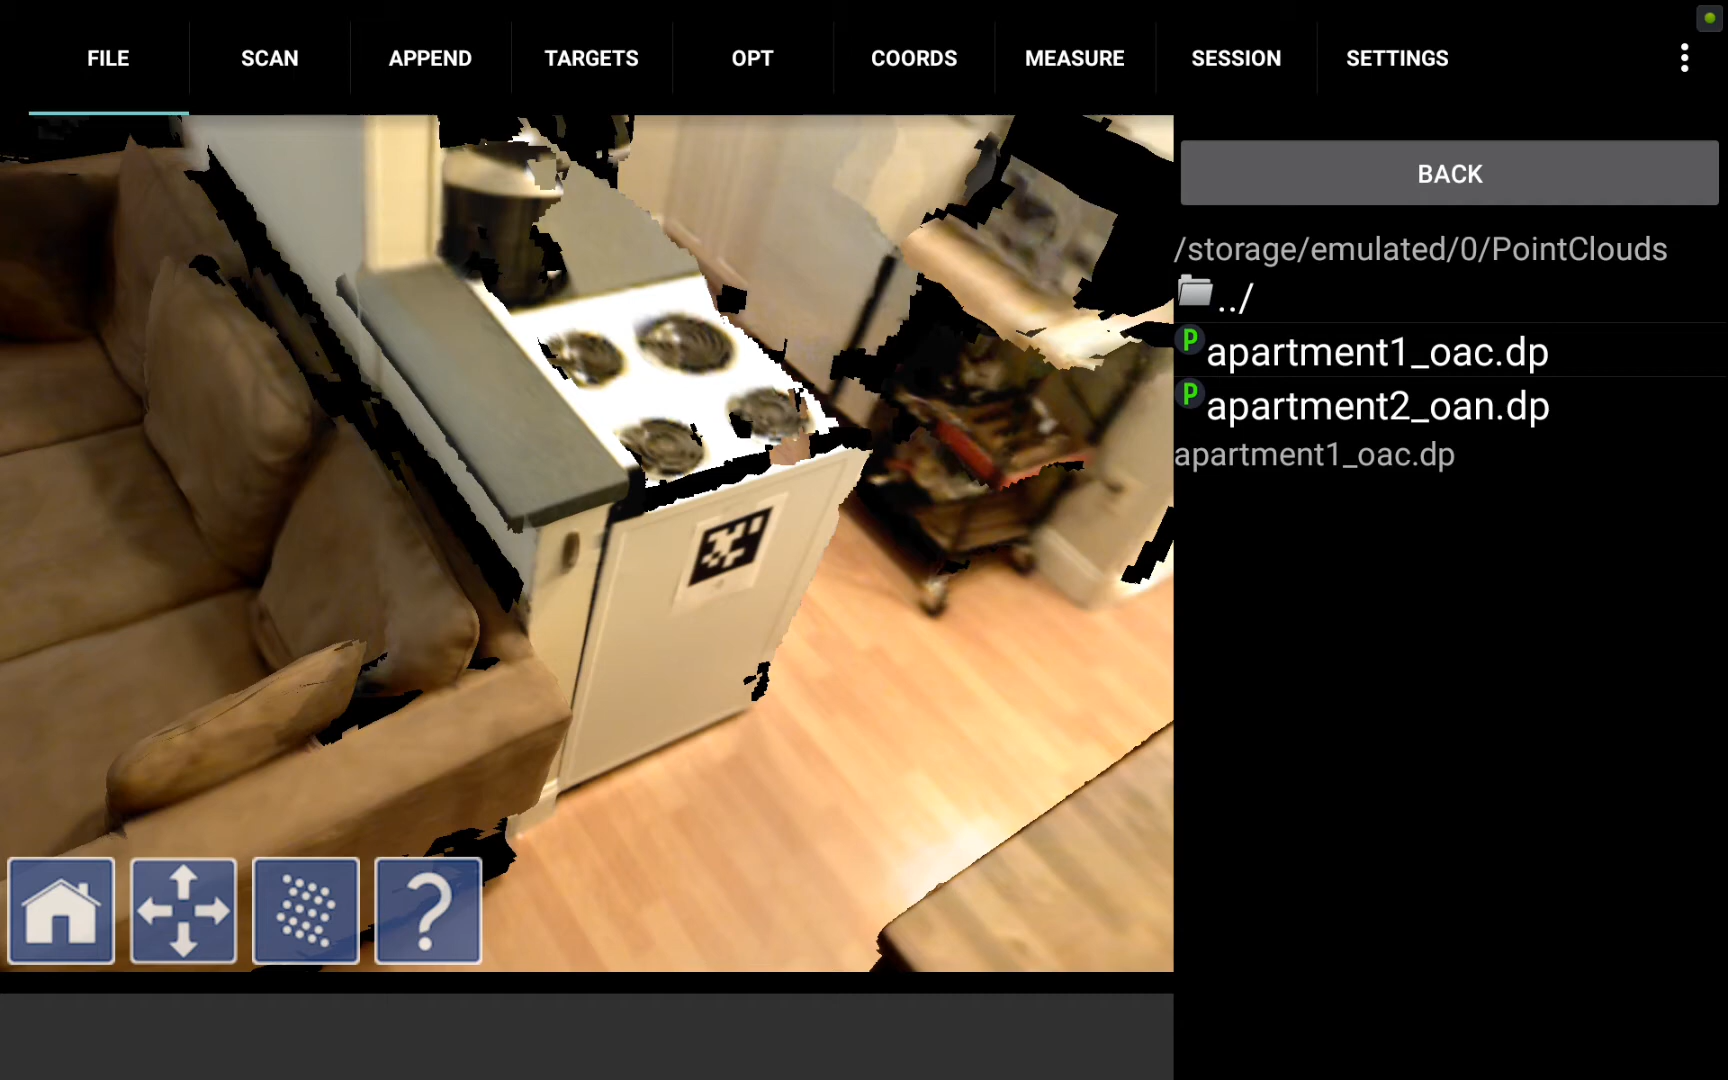 FILE SCAN APPEND TARGETS OPT COORDS MEASURE SESSION SETTINGS
BACK
/storage/emulated/0/PointClouds
../
P apartment1_oac.dp
P apartment2_oan.dp
apartment1_oac.dp
?